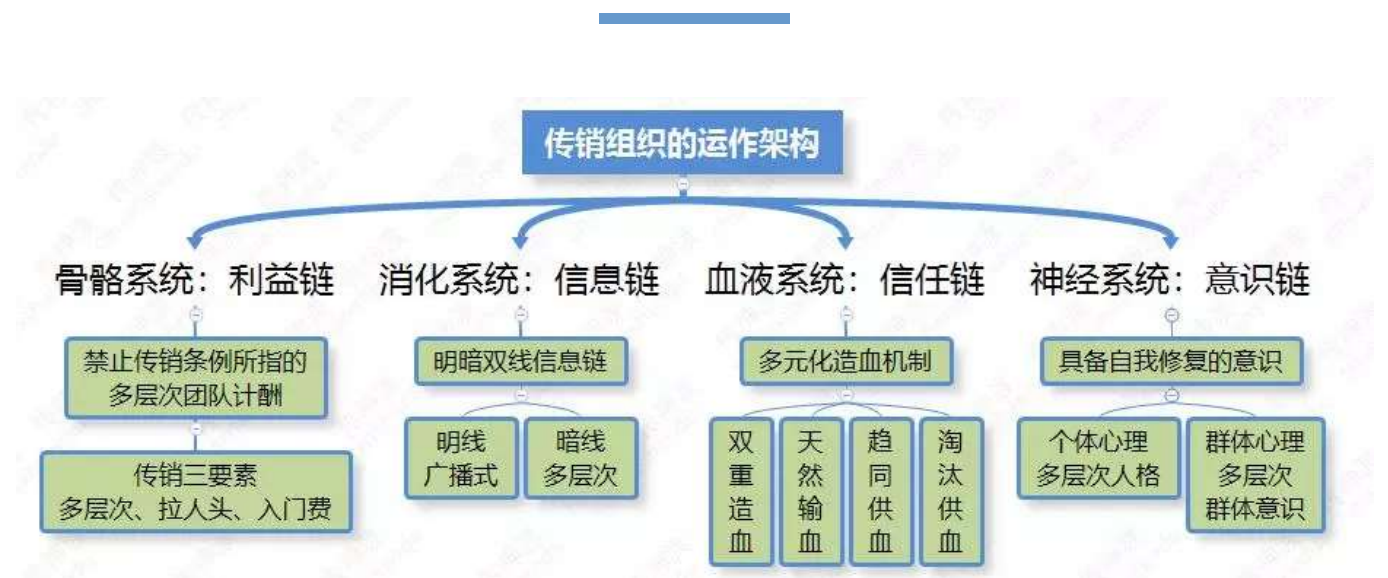 传销组织的运作架构
骨骼系统：利益链
消化系统：信息链
血液系统：信任链
神经系统：意识链
禁止传销条例所指的
多层次团队计酬
明暗双线信息链
多元化造血机制
具备自我修复的意识
传销三要素
多层次、拉人头、入门费
明线
广播式
暗线
多层次
双重造血
天然输血
趋同供血
淘汰供血
个体心理
多层次人格
群体心理
多层次
群体意识